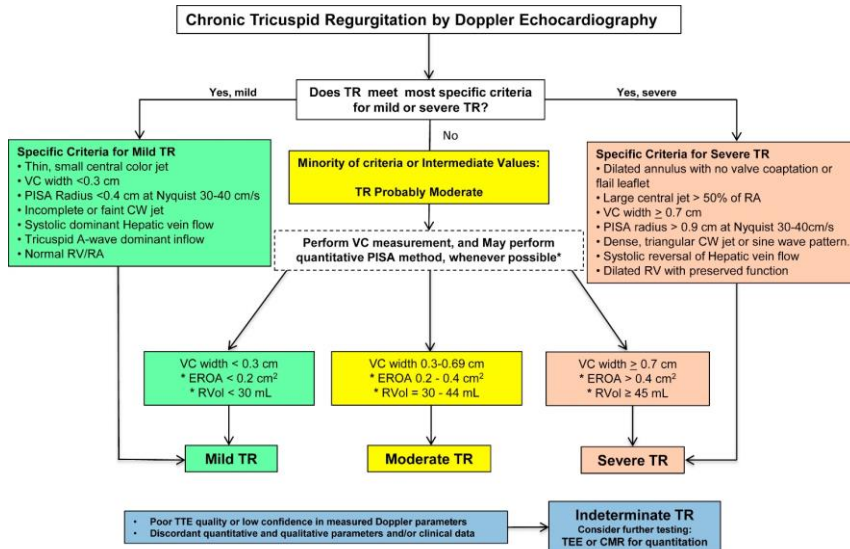 Chronic Tricuspid Regurgitation by Doppler Echocardiography
Does TR meet most specific criteria
for mild or severe TR?
Yes, mild
Yes, severe
No
Specific Criteria for Mild TR
• Thin, small central color jet
• VC width <0.3 cm
• PISA Radius <0.4 cm at Nyquist 30-40 cm/s
• Incomplete or faint CW jet
• Systolic dominant Hepatic vein flow
• Tricuspid A-wave dominant inflow
• Normal RV/RA
Minority of criteria or Intermediate Values:
TR Probably Moderate
Specific Criteria for Severe TR
• Dilated annulus with no valve coaptation or
flail leaflet
• Large central jet > 50% of RA
• VC width ≥ 0.7 cm
• PISA radius > 0.9 cm at Nyquist 30-40cm/s
• Dense, triangular CW jet or sine wave pattern.
• Systolic reversal of Hepatic vein flow
• Dilated RV with preserved function
Perform VC measurement, and May perform
quantitative PISA method, whenever possible*
VC width < 0.3 cm
* EROA < 0.2 cm²
* RVol < 30 mL
VC width 0.3-0.69 cm
* EROA 0.2 - 0.4 cm²
* RVol = 30 - 44 mL
VC width ≥ 0.7 cm
* EROA > 0.4 cm²
* RVol ≥ 45 mL
Mild TR
Moderate TR
Severe TR
• Poor TTE quality or low confidence in measured Doppler parameters
• Discordant quantitative and qualitative parameters and/or clinical data
Indeterminate TR
Consider further testing:
TEE or CMR for quantitation